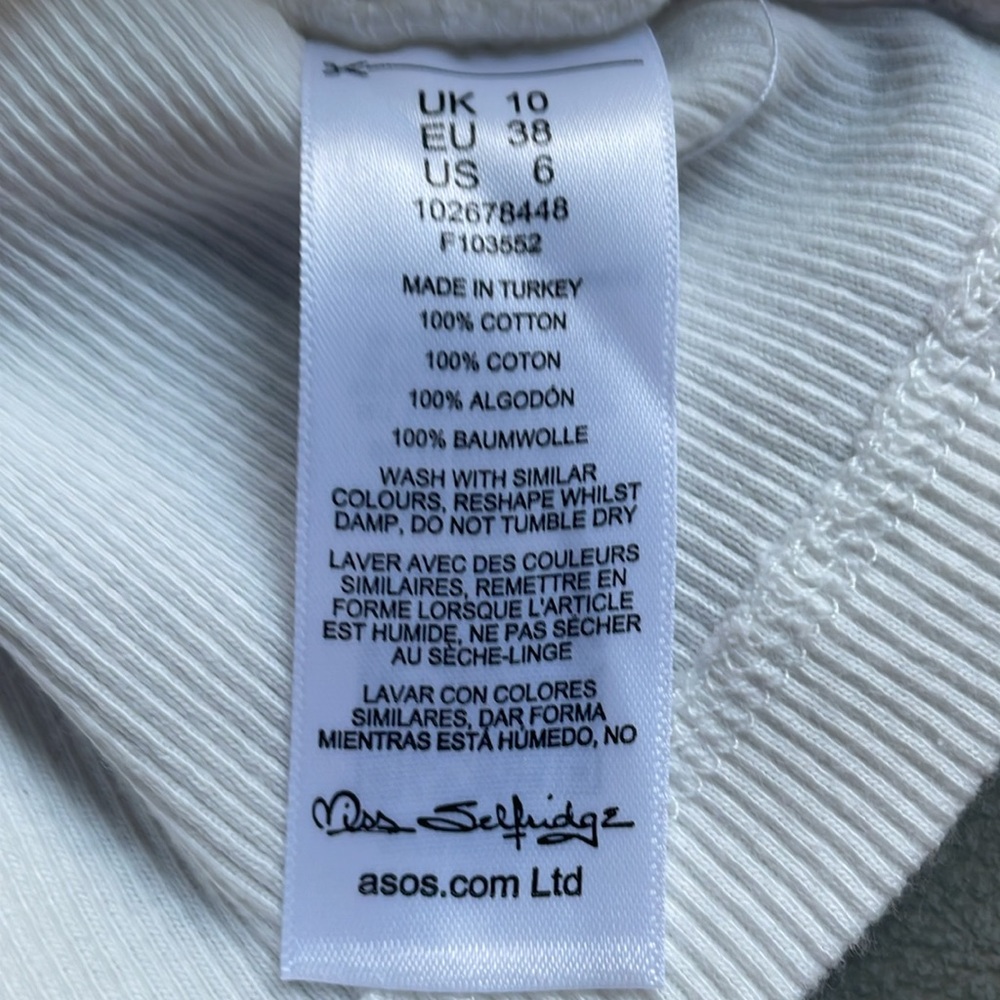 UK 10
EU 38
US 6
102678448
F103552
MADE IN TURKEY
100% COTTON
100% COTON
100% ALGODÓN
100% BAUMWOLLE
WASH WITH SIMILAR
COLOURS, RESHAPE WHILST
DAMP, DO NOT TUMBLE DRY
LAVER AVEC DES COULEURS
SIMILAIRES, REMETTRE EN
FORME LORSQUE L'ARTICLE
EST HUMIDE, NE PAS SÉCHER
AU SÈCHE-LINGE
LAVAR CON COLORES
SIMILARES, DAR FORMA
MIENTRAS ESTÁ HÚMEDO, NO
Miss Selfridge
asos.com Ltd